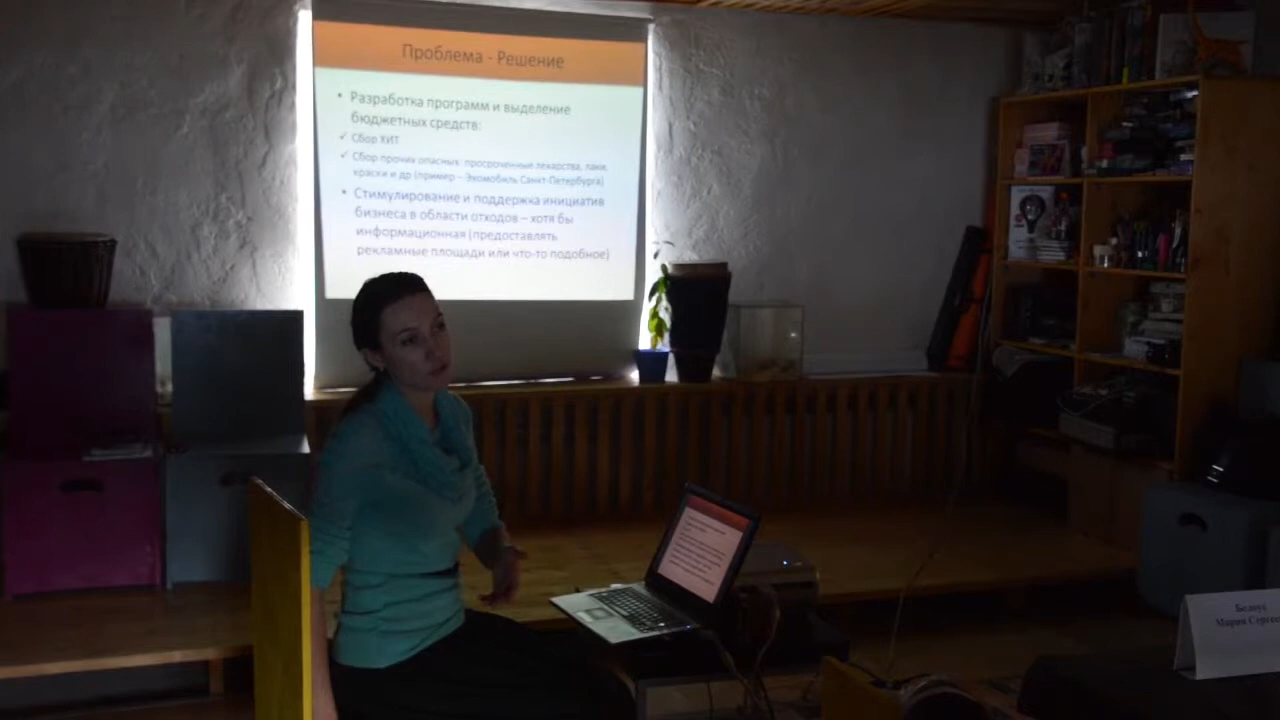 Проблема - Решение
• Разработка программ и выделение
бюджетных средств:
✓ Сбор ХИТ
✓ Сбор прочих опасных: просроченные лекарства, лаки,
краски и др (пример – Экомобиль Санкт-Петербурга)
• Стимулирование и поддержка инициатив
бизнеса в области отходов – хотя бы
информационная (предоставлять
рекламные площади или что-то подобное)
Белоус
Мария